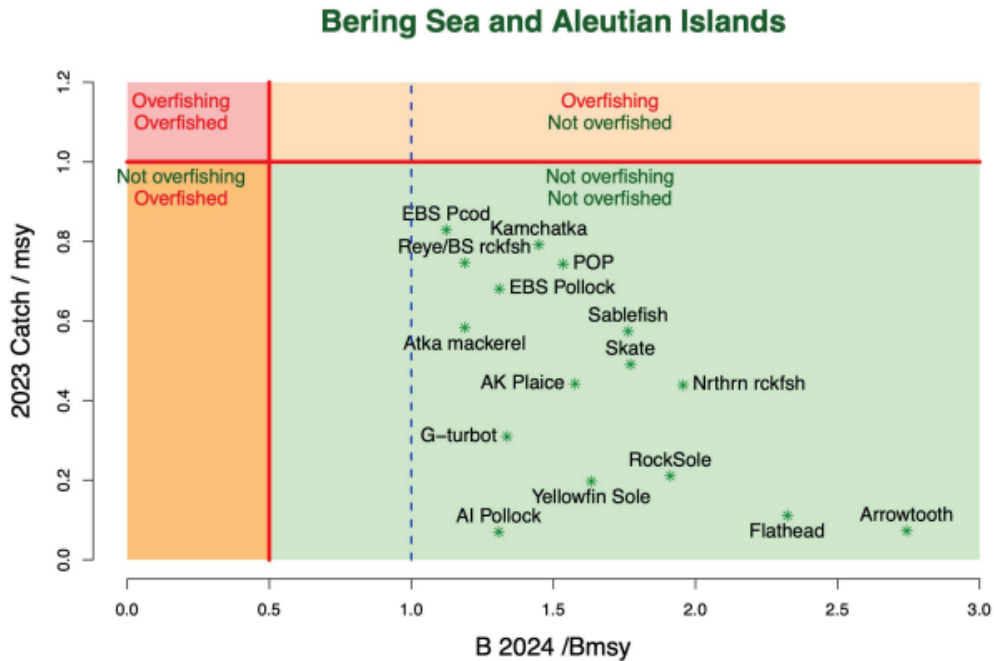 Bering Sea and Aleutian Islands
1.2
Overfishing
Overfished
Overfishing
Not overfished
1.0
Not overfishing
Overfished
Not overfishing
Not overfished
EBS Pcod
Kamchatka
0.8
Reye/BS rckfsh
POP
EBS Pollock
Sablefish
0.6
Atka mackerel
Skate
AK Plaice
Nrthrn rckfsh
0.4
G-turbot
RockSole
0.2
Yellowfin Sole
AI Pollock
Arrowtooth
Flathead
0.0
2023 Catch / msy
0.0 0.5 1.0 1.5 2.0 2.5 3.0
B 2024 /Bmsy